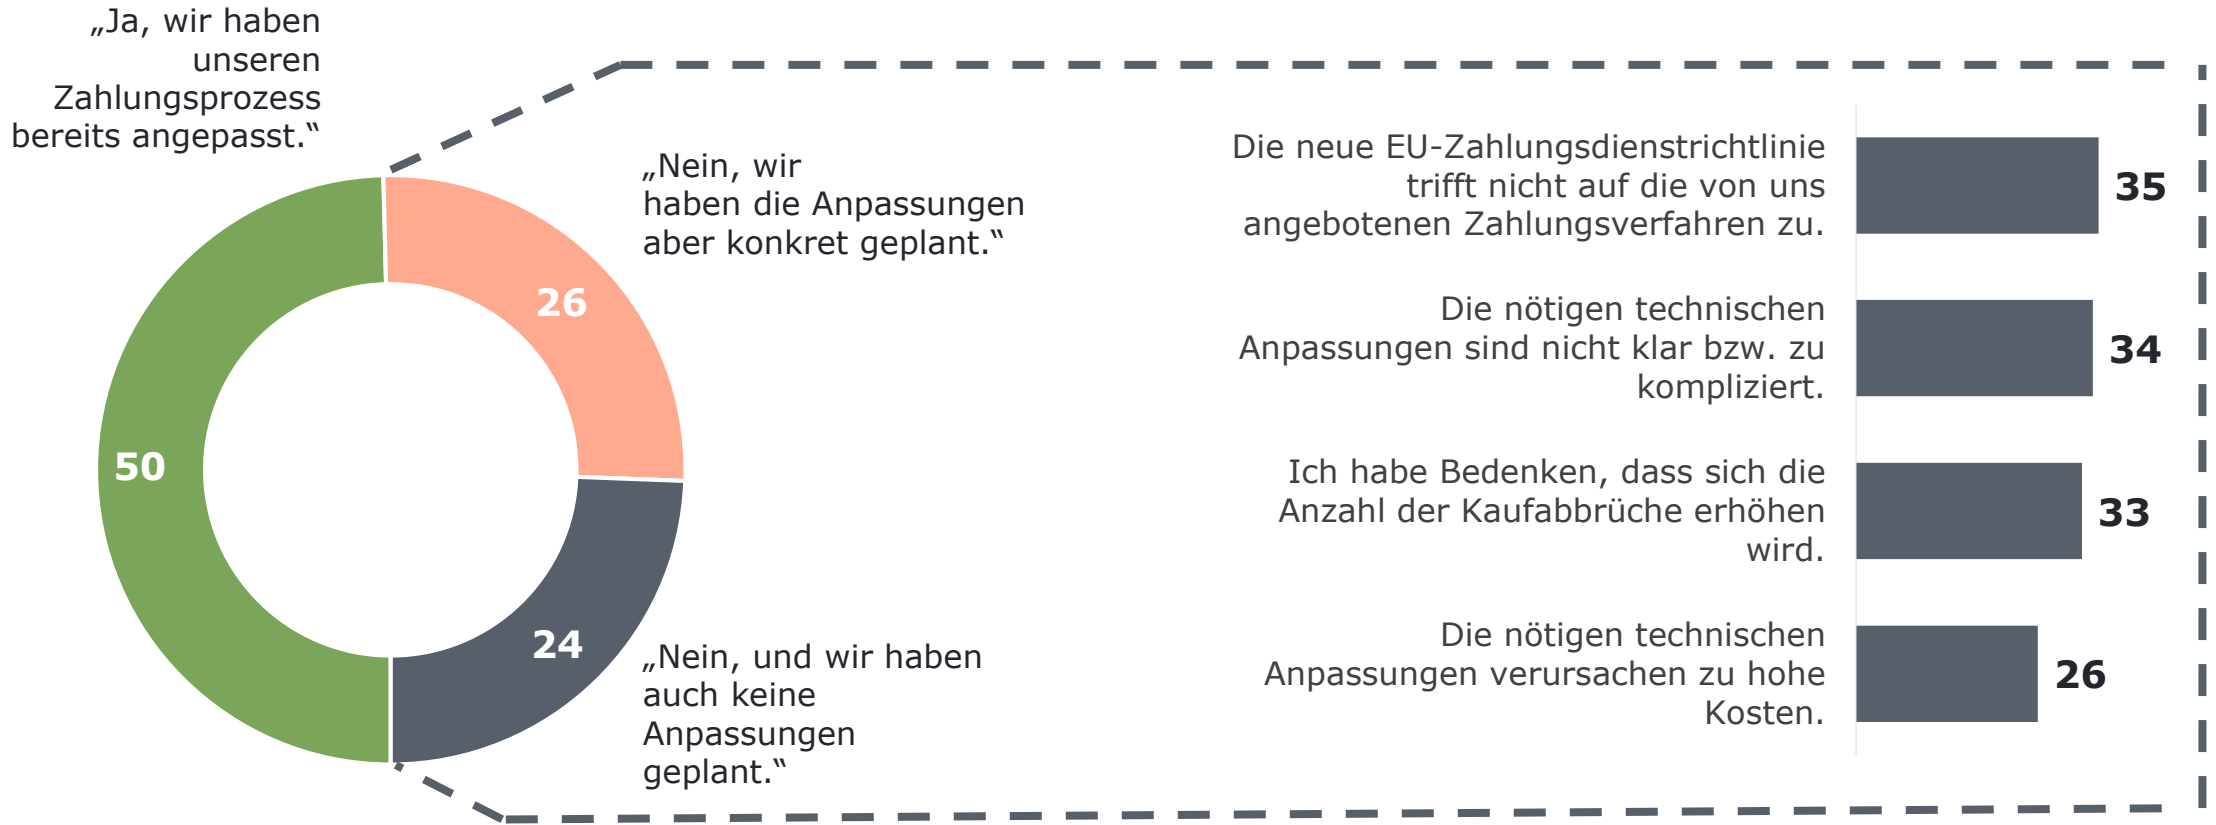 „Ja, wir haben
unseren
Zahlungsprozess
bereits angepasst.“
„Nein, wir
haben die Anpassungen
aber konkret geplant.“
26
50
24
„Nein, und wir haben
auch keine
Anpassungen
geplant.“
Die neue EU-Zahlungsdienstrichtlinie
trifft nicht auf die von uns
angebotenen Zahlungsverfahren zu.
35
Die nötigen technischen
Anpassungen sind nicht klar bzw. zu
kompliziert.
34
Ich habe Bedenken, dass sich die
Anzahl der Kaufabbrüche erhöhen
wird.
33
Die nötigen technischen
Anpassungen verursachen zu hohe
Kosten.
26